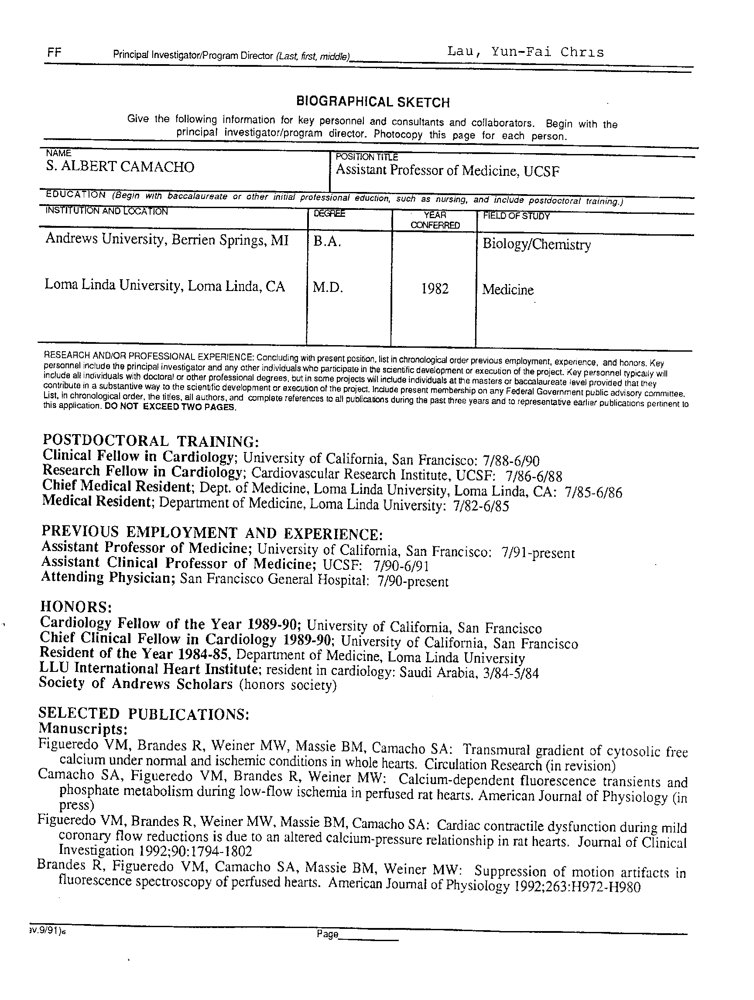 FF Principal Investigator/Program Director (Last, first, middle) Lau, Yun-Fai Chris
BIOGRAPHICAL SKETCH
Give the following information for key personnel and consultants and collaborators. Begin with the
principal investigator/program director. Photocopy this page for each person.
NAME POSITION TITLE
S. ALBERT CAMACHO Assistant Professor of Medicine, UCSF
EDUCATION (Begin with baccalaureate or other initial professional eduction, such as nursing, and include postdoctoral training.)
INSTITUTION AND LOCATION DEGREE YEAR CONFERRED FIELD OF STUDY
Andrews University, Berrien Springs, MI B.A. Biology/Chemistry
Loma Linda University, Loma Linda, CA M.D. 1982 Medicine
RESEARCH AND/OR PROFESSIONAL EXPERIENCE: Concluding with present position, list in chronological order previous employment, experience, and honors. Key
personnel include the principal investigator and any other individuals who participate in the scientific development or execution of the project. Key personnel typically will
include all individuals with doctoral or other professional degrees, but in some projects will include individuals at the masters or baccalaureate level provided that they
contribute in a substantive way to the scientific development or execution of the project. Include present membership on any Federal Government public advisory committee.
List, in chronological order, the titles, all authors, and complete references to all publications during the past three years and to representative earlier publications pertinent to
this application. DO NOT EXCEED TWO PAGES.
POSTDOCTORAL TRAINING:
Clinical Fellow in Cardiology; University of California, San Francisco: 7/88-6/90
Research Fellow in Cardiology; Cardiovascular Research Institute, UCSF: 7/86-6/88
Chief Medical Resident; Dept. of Medicine, Loma Linda University, Loma Linda, CA: 7/85-6/86
Medical Resident; Department of Medicine, Loma Linda University: 7/82-6/85
PREVIOUS EMPLOYMENT AND EXPERIENCE:
Assistant Professor of Medicine; University of California, San Francisco: 7/91-present
Assistant Clinical Professor of Medicine; UCSF: 7/90-6/91
Attending Physician; San Francisco General Hospital: 7/90-present
HONORS:
Cardiology Fellow of the Year 1989-90; University of California, San Francisco
Chief Clinical Fellow in Cardiology 1989-90; University of California, San Francisco
Resident of the Year 1984-85, Department of Medicine, Loma Linda University
LLU International Heart Institute; resident in cardiology: Saudi Arabia, 3/84-5/84
Society of Andrews Scholars (honors society)
SELECTED PUBLICATIONS:
Manuscripts:
Figueredo VM, Brandes R, Weiner MW, Massie BM, Camacho SA: Transmural gradient of cytosolic free
calcium under normal and ischemic conditions in whole hearts. Circulation Research (in revision)
Camacho SA, Figueredo VM, Brandes R, Weiner MW: Calcium-dependent fluorescence transients and
phosphate metabolism during low-flow ischemia in perfused rat hearts. American Journal of Physiology (in
press)
Figueredo VM, Brandes R, Weiner MW, Massie BM, Camacho SA: Cardiac contractile dysfunction during mild
coronary flow reductions is due to an altered calcium-pressure relationship in rat hearts. Journal of Clinical
Investigation 1992;90:1794-1802
Brandes R, Figueredo VM, Camacho SA, Massie BM, Weiner MW: Suppression of motion artifacts in
fluorescence spectroscopy of perfused hearts. American Journal of Physiology 1992;263:H972-H980
9/91) Page